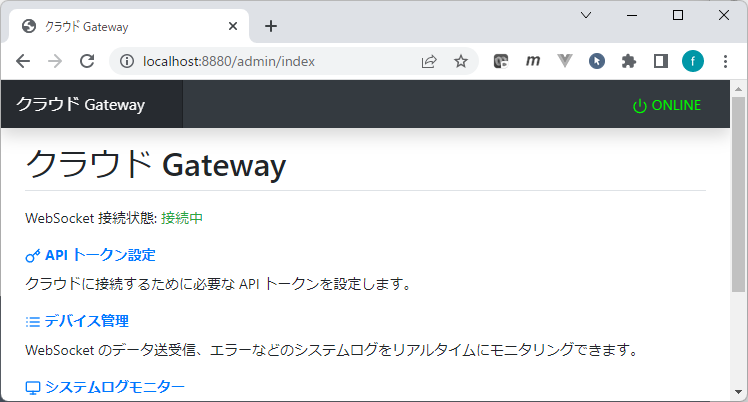 クラウド Gateway
localhost:8880/admin/index
m
f
クラウド Gateway
ONLINE
クラウド Gateway
WebSocket 接続状態: 接続中
API トークン設定
クラウドに接続するために必要な API トークンを設定します。
デバイス管理
WebSocket のデータ送受信、エラーなどのシステムログをリアルタイムにモニタリングできます。
システムログモニター